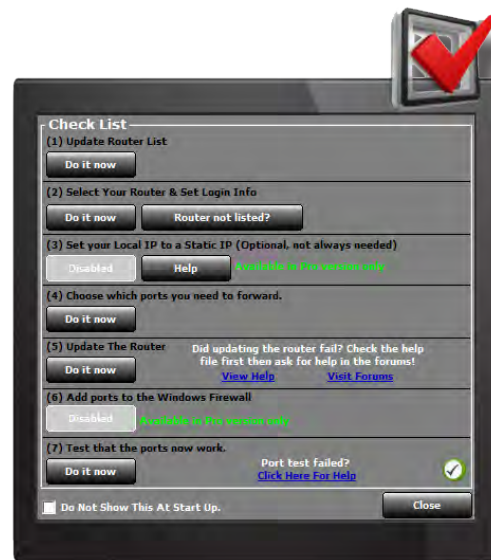 Check List
(1) Update Router List
Do it now
(2) Select Your Router & Set Login Info
Do it now Router not listed?
(3) Set your Local IP to a Static IP (Optional, not always needed)
Disabled Help Available in Pro version only
(4) Choose which ports you need to forward.
Do it now
(5) Update The Router
Did updating the router fail? Check the help
file first then ask for help in the forums!
Do it now
View Help Visit Forums
(6) Add ports to the Windows Firewall
Disabled Available in Pro version only
(7) Test that the ports now work.
Do it now
Port test failed?
Click Here For Help
Do Not Show This At Start Up.
Close